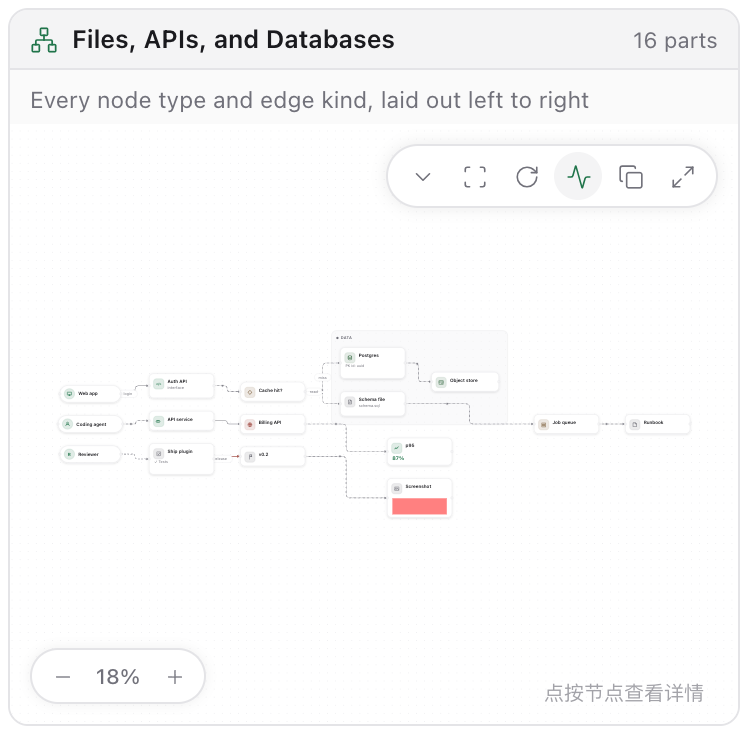 Files, APIs, and Databases
16 parts
Every node type and edge kind, laid out left to right
DATA
Postgres
Object store
Schema file
Web app
Auth API
interface
Cache hit?
Coding agent
API service
Billing API
Job queue
Runbook
Reviewer
Ship plugin
v0.2
p95
87%
Screenshot
18%
点按节点查看详情